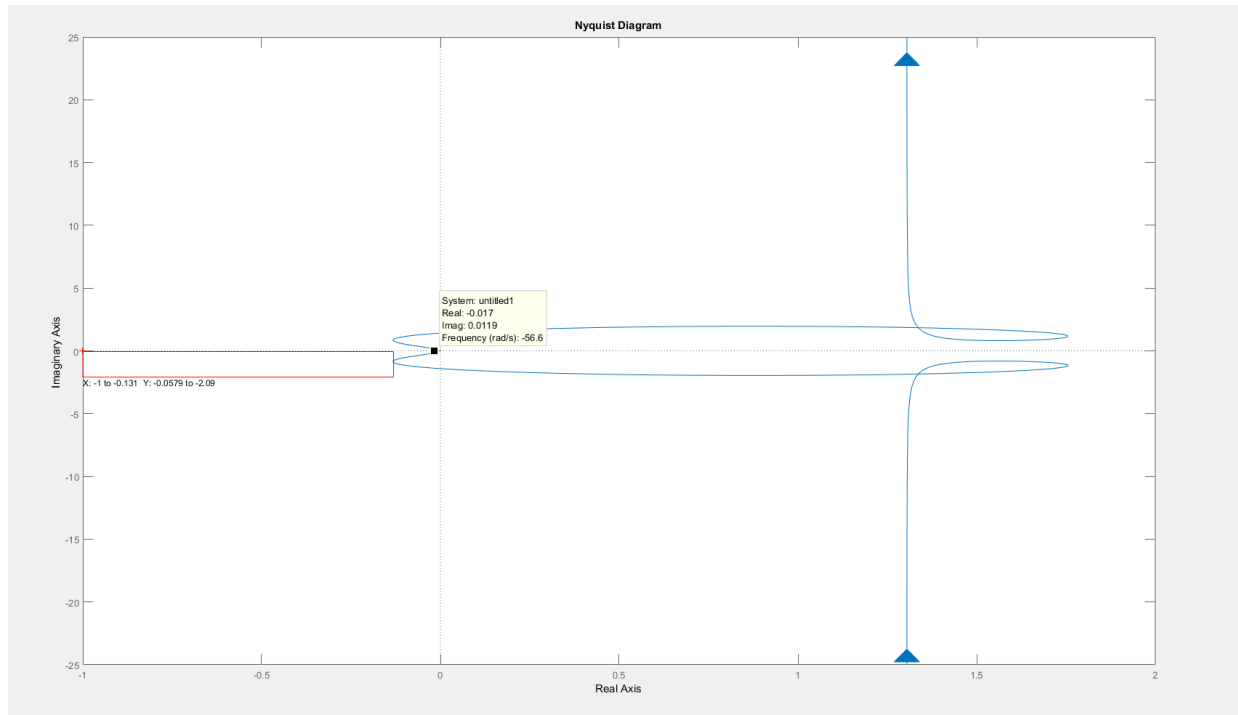 Nyquist Diagram
25
20
15
10
5
0
-5
-10
-15
-20
-25
Imaginary Axis
System: untitled1
Real: -0.017
Imag: 0.0119
Frequency (rad/s): -56.6
X: -1 to -0.131 Y: -0.0579 to -2.09
-1
-0.5
0
0.5
1
1.5
2
Real Axis